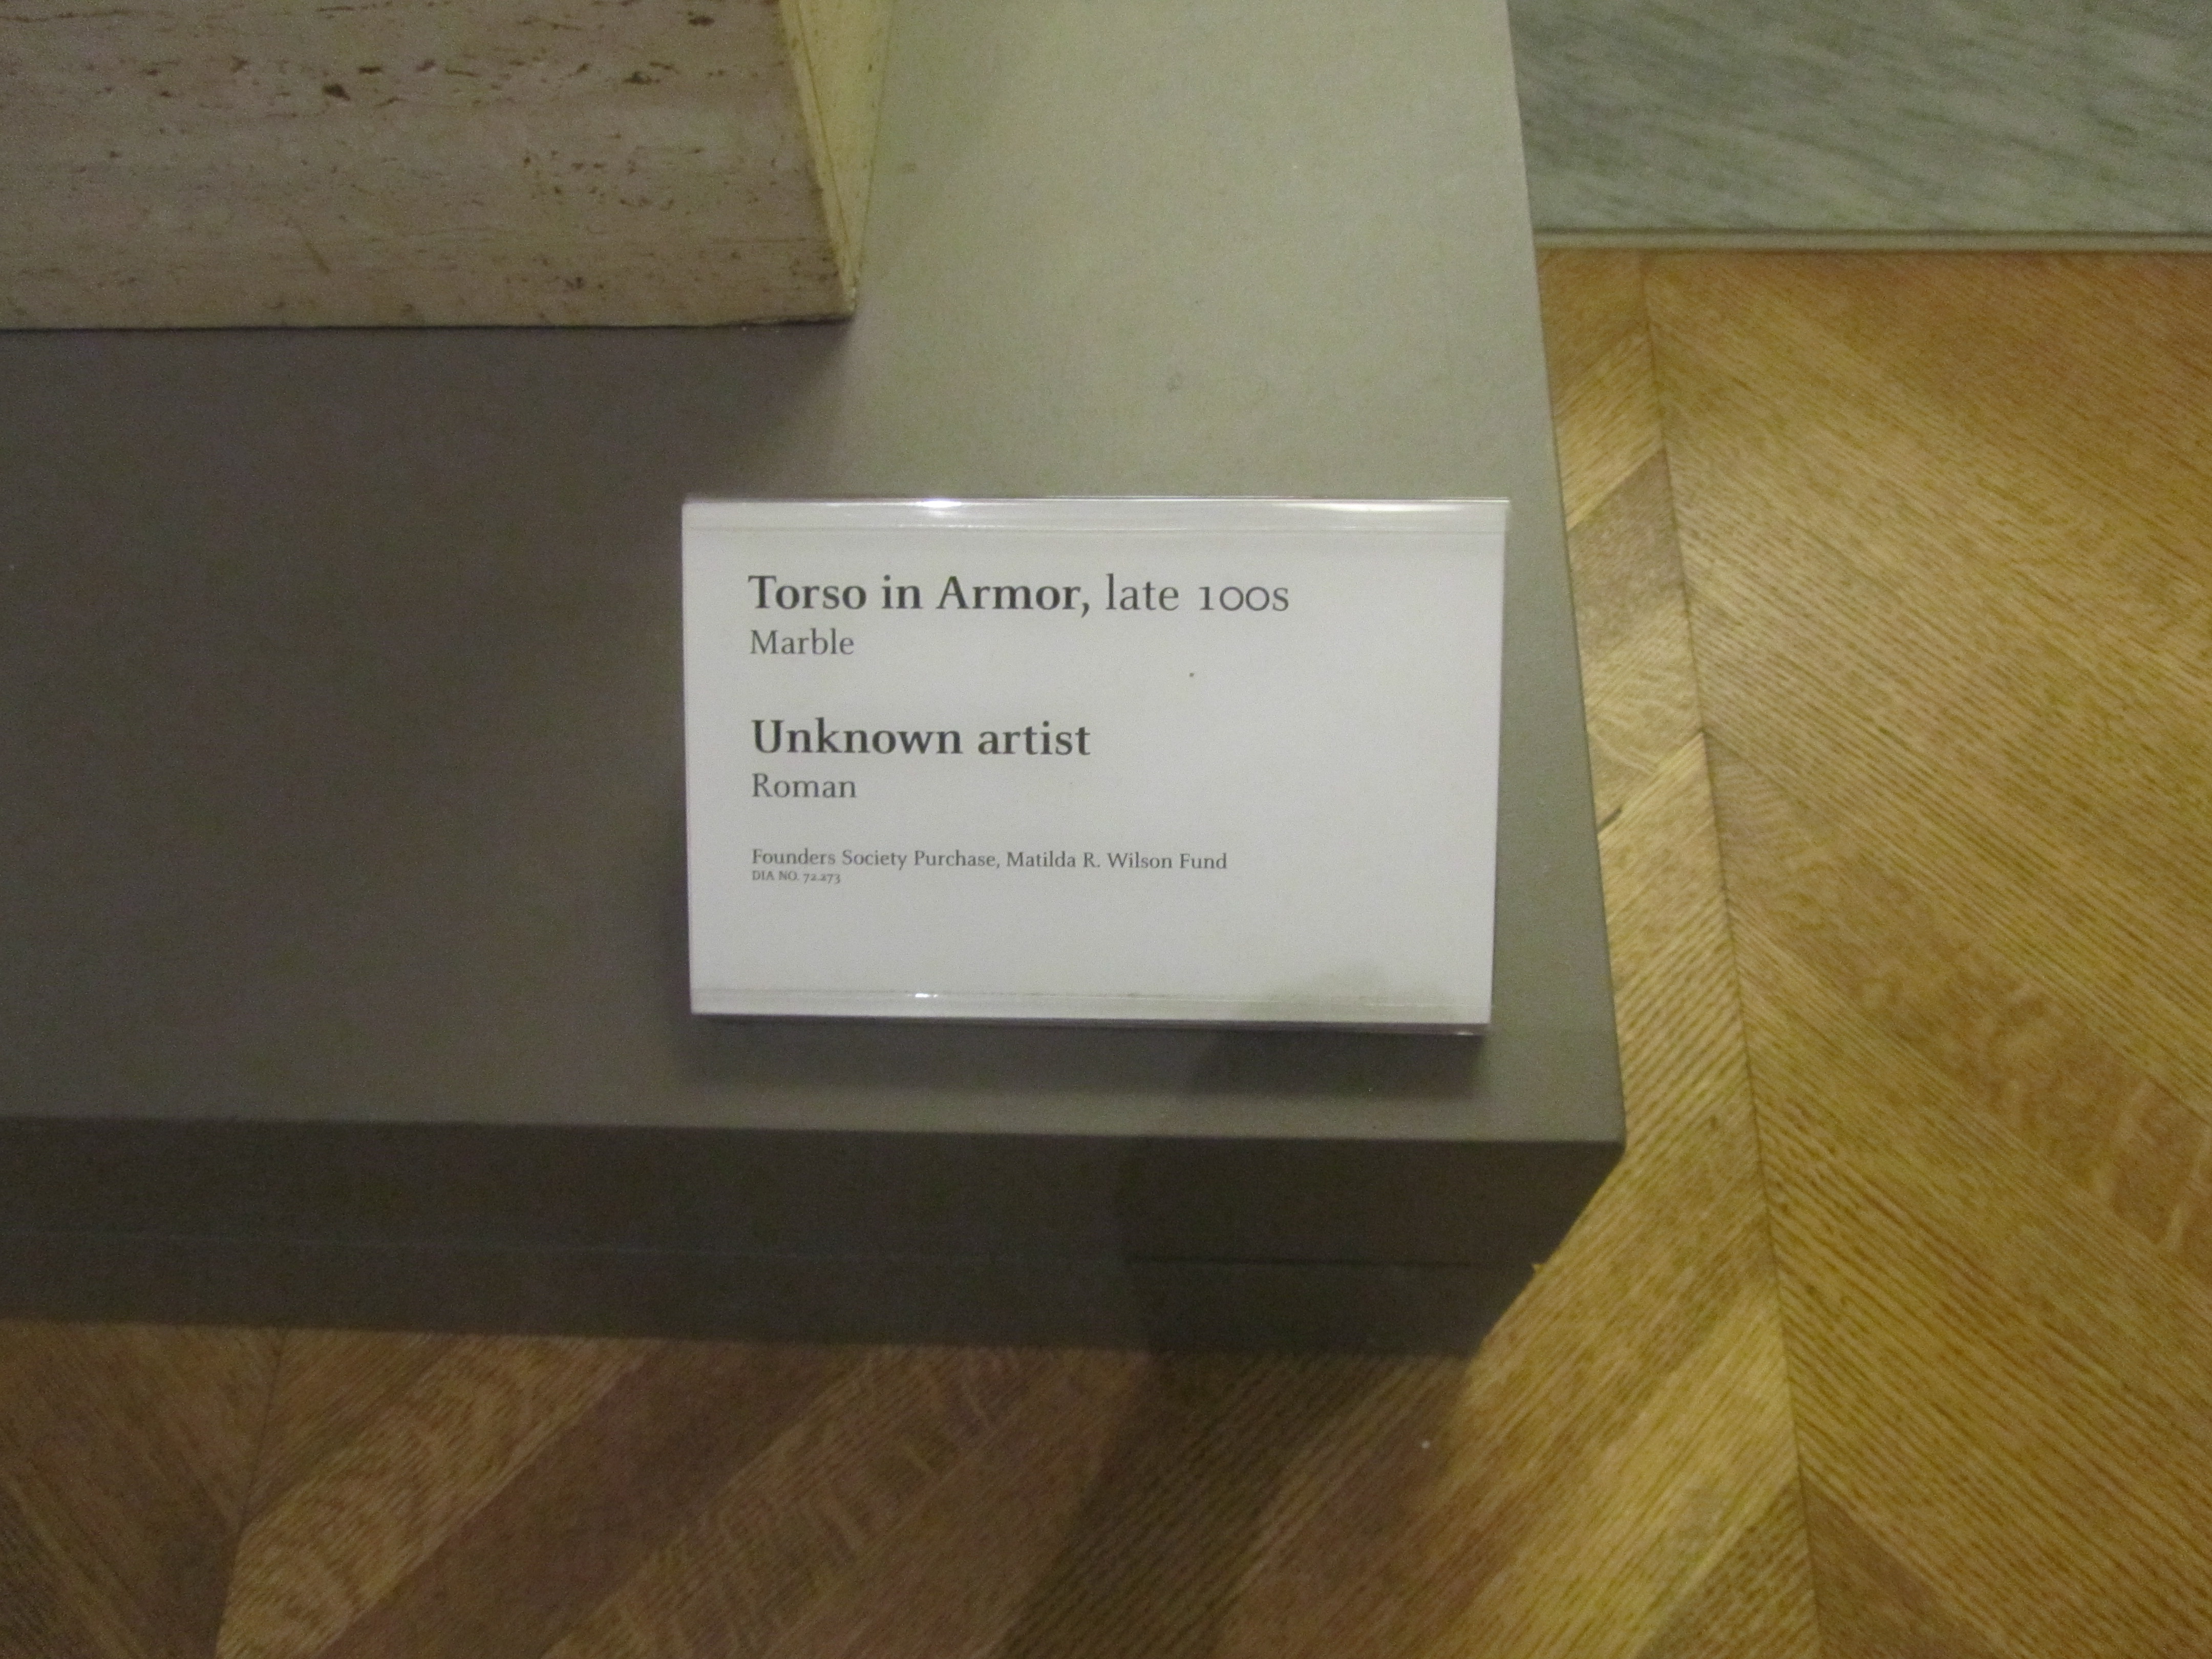 Torso in Armor, late 100s
Marble
Unknown artist
Roman
Founders Society Purchase, Matilda R. Wilson Fund
DIA NO. 72.273